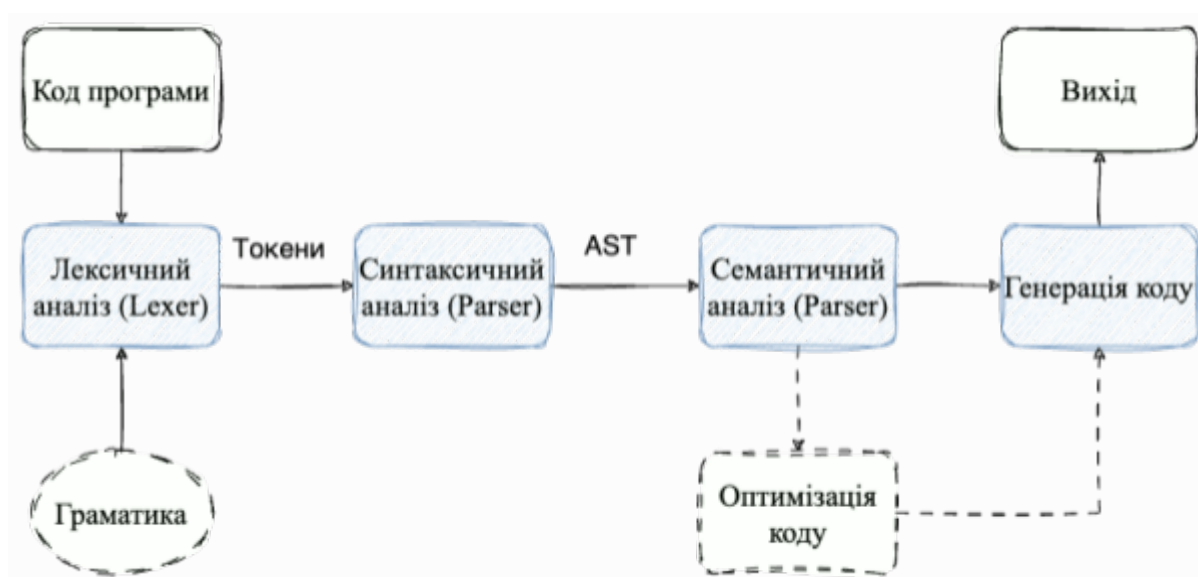 Код програми
Вихід
Лексичний
аналіз (Lexer)
Токени
Синтаксичний
аналіз (Parser)
AST
Семантичний
аналіз (Parser)
Генерація коду
Граматика
Оптимізація
коду